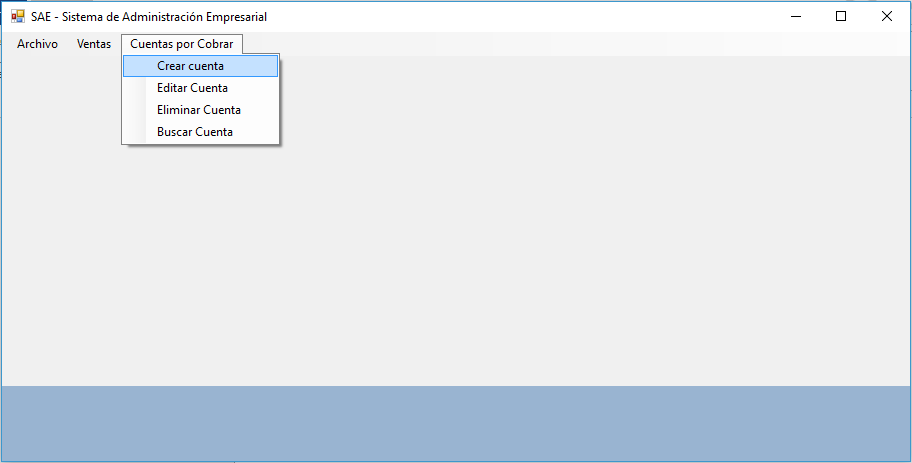 SAE - Sistema de Administración Empresarial
Archivo Ventas Cuentas por Cobrar
Crear cuenta
Editar Cuenta
Eliminar Cuenta
Buscar Cuenta